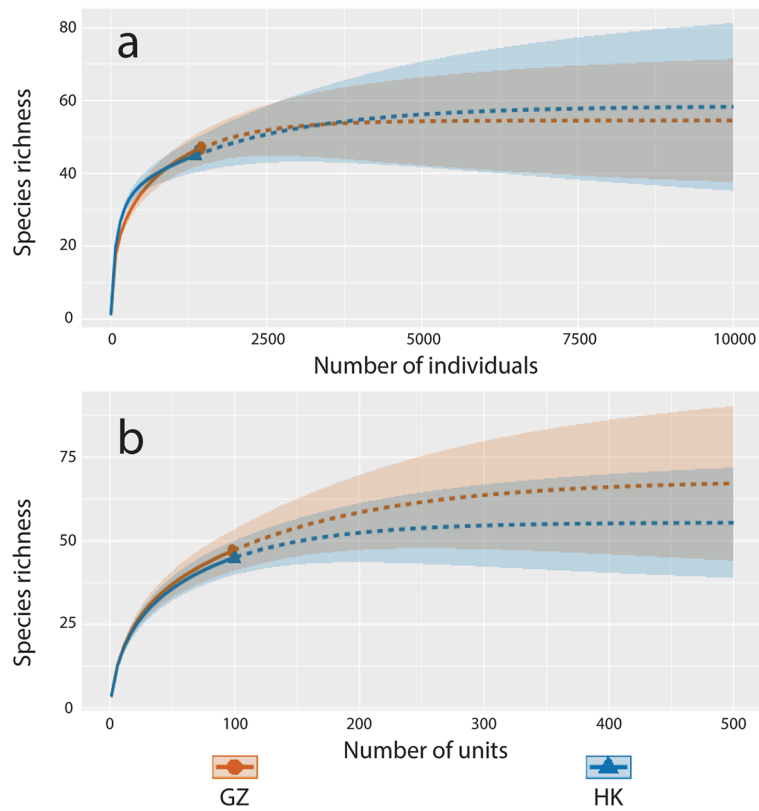 a
80
60
40
20
0
Species richness
0 2500 5000 7500 10000
Number of individuals
b
75
50
25
0
Species richness
0 100 200 300 400 500
Number of units
GZ HK